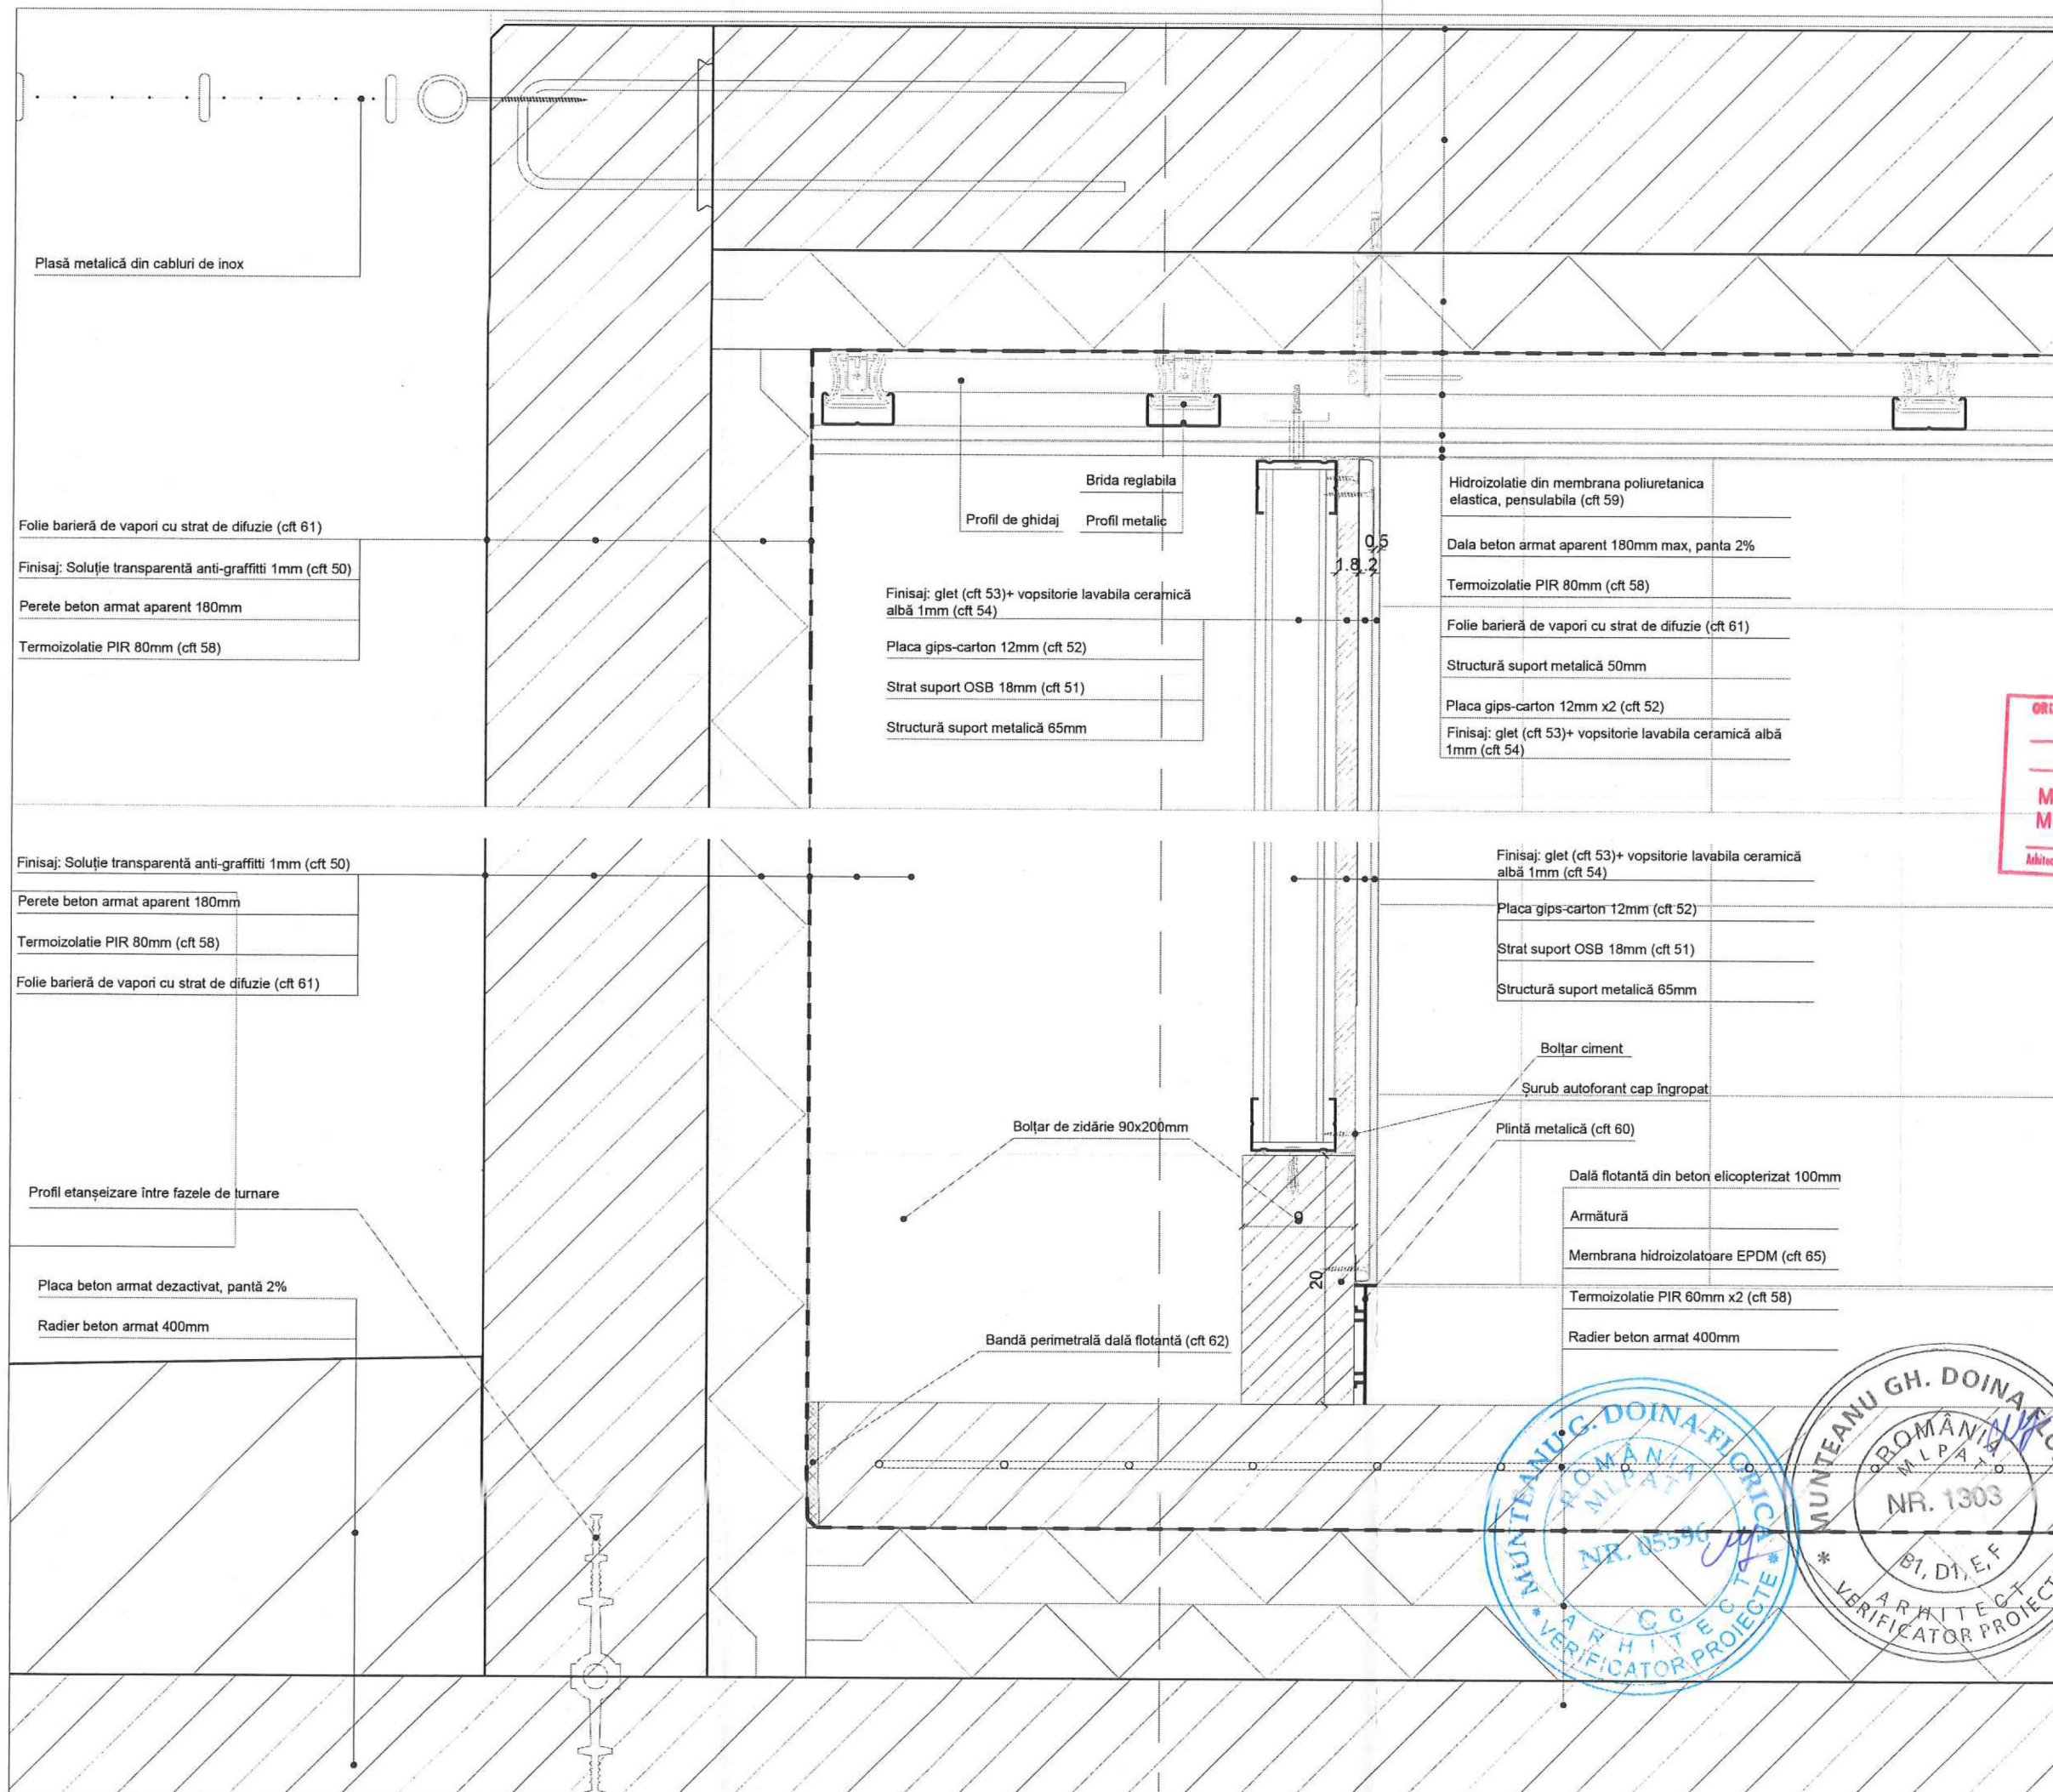 Plasă metalică din cabluri de inox
Folie barieră de vapori cu strat de difuzie (cft 61)
Finisaj: Soluție transparentă anti-graffitti 1mm (cft 50)
Perete beton armat aparent 180mm
Termoizolatie PIR 80mm (cft 58)
Brida reglabila
Profil de ghidaj
Profil metalic
0.5
1.8
1.2
Finisaj: glet (cft 53)+ vopsitorie lavabila ceramică
albă 1mm (cft 54)
Placa gips-carton 12mm (cft 52)
Strat suport OSB 18mm (cft 51)
Structură suport metalică 65mm
Hidroizolatie din membrana poliuretanica
elastica, pensulabila (cft 59)
Dala beton armat aparent 180mm max, panta 2%
Termoizolatie PIR 80mm (cft 58)
Folie barieră de vapori cu strat de difuzie (cft 61)
Structură suport metalică 50mm
Placa gips-carton 12mm x2 (cft 52)
Finisaj: glet (cft 53)+ vopsitorie lavabila ceramică albă
1mm (cft 54)
M
M
Finisaj: Soluție transparentă anti-graffitti 1mm (cft 50)
Perete beton armat aparent 180mm
Termoizolatie PIR 80mm (cft 58)
Folie barieră de vapori cu strat de difuzie (cft 61)
Finisaj: glet (cft 53)+ vopsitorie lavabila ceramică
albă 1mm (cft 54)
Placa gips-carton 12mm (cft 52)
Strat suport OSB 18mm (cft 51)
Structură suport metalică 65mm
Bolțar ciment
Șurub autoforant cap îngropat
Plintă metalică (cft 60)
Bolțar de zidărie 90x200mm
9
20
Profil etanșeizare între fazele de turnare
Placa beton armat dezactivat, pantă 2%
Radier beton armat 400mm
Bandă perimetrală dală flotantă (cft 62)
Dală flotantă din beton elicopterizat 100mm
Armătură
Membrana hidroizolatoare EPDM (cft 65)
Termoizolatie PIR 60mm x2 (cft 58)
Radier beton armat 400mm
MUNTEANU G. DOINA-FLORICA
ROMÂNIA
MLPAT
NR. 05596
Cc
ARHITECT
VERIFICATOR PROIECTE
MUNTEANU GH. DOINA
ROMÂNIA
MLPAT
NR. 1303
B1, D1, E, F
ARHITECT
VERIFICATOR PROIECT